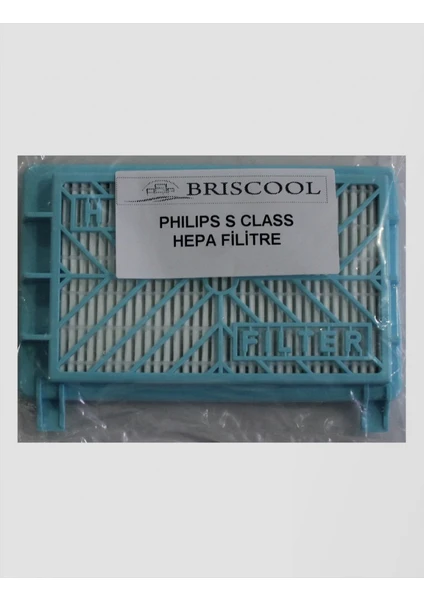 BRISCOOL
PHILIPS S CLASS
HEPA FİLİTRE
H
FILTER